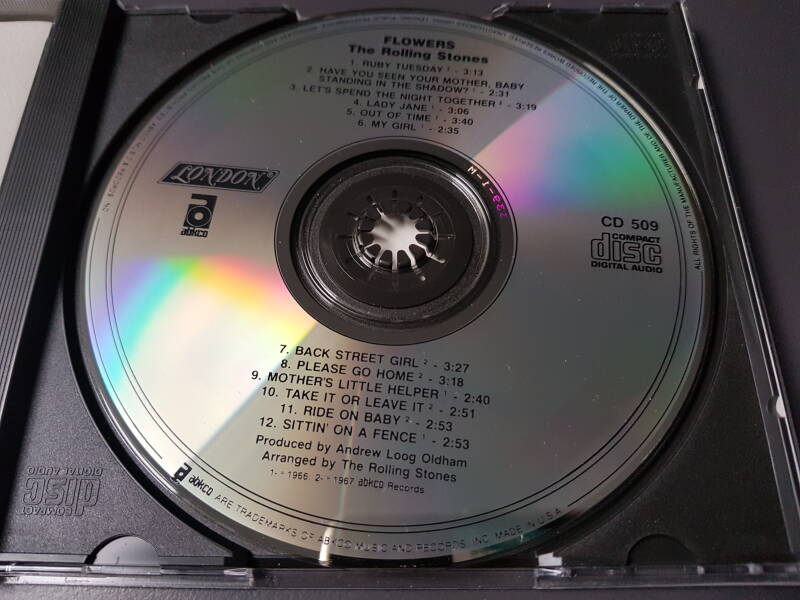 FLOWERS
The Rolling Stones
1. RUBY TUESDAY ² - 3:13
2. HAVE YOU SEEN YOUR MOTHER, BABY
STANDING IN THE SHADOW? ¹ - 2:31
3. LET'S SPEND THE NIGHT TOGETHER ² - 3:19
4. LADY JANE ¹ - 3:06
5. OUT OF TIME ¹ - 3:40
6. MY GIRL ² - 2:35
LONDON®
abkco
CD 509
COMPACT
disc
DIGITAL AUDIO
7. BACK STREET GIRL ² - 3:27
8. PLEASE GO HOME ² - 3:18
9. MOTHER'S LITTLE HELPER ¹ - 2:40
10. TAKE IT OR LEAVE IT ² - 2:51
11. RIDE ON BABY ² - 2:53
12. SITTIN' ON A FENCE ¹ - 2:53
Produced by Andrew Loog Oldham
Arranged by The Rolling Stones
1966 2- ℗ 1967 abkco Records
abkco ARE TRADEMARKS OF ABKCO MUSIC AND RECORDS INC. MADE IN U.S.A.
ALL RIGHTS OF THE MANUFACTURER AND OF THE OWNER OF THE RECORDED
COMPACT
disc
DIGITAL AUDIO